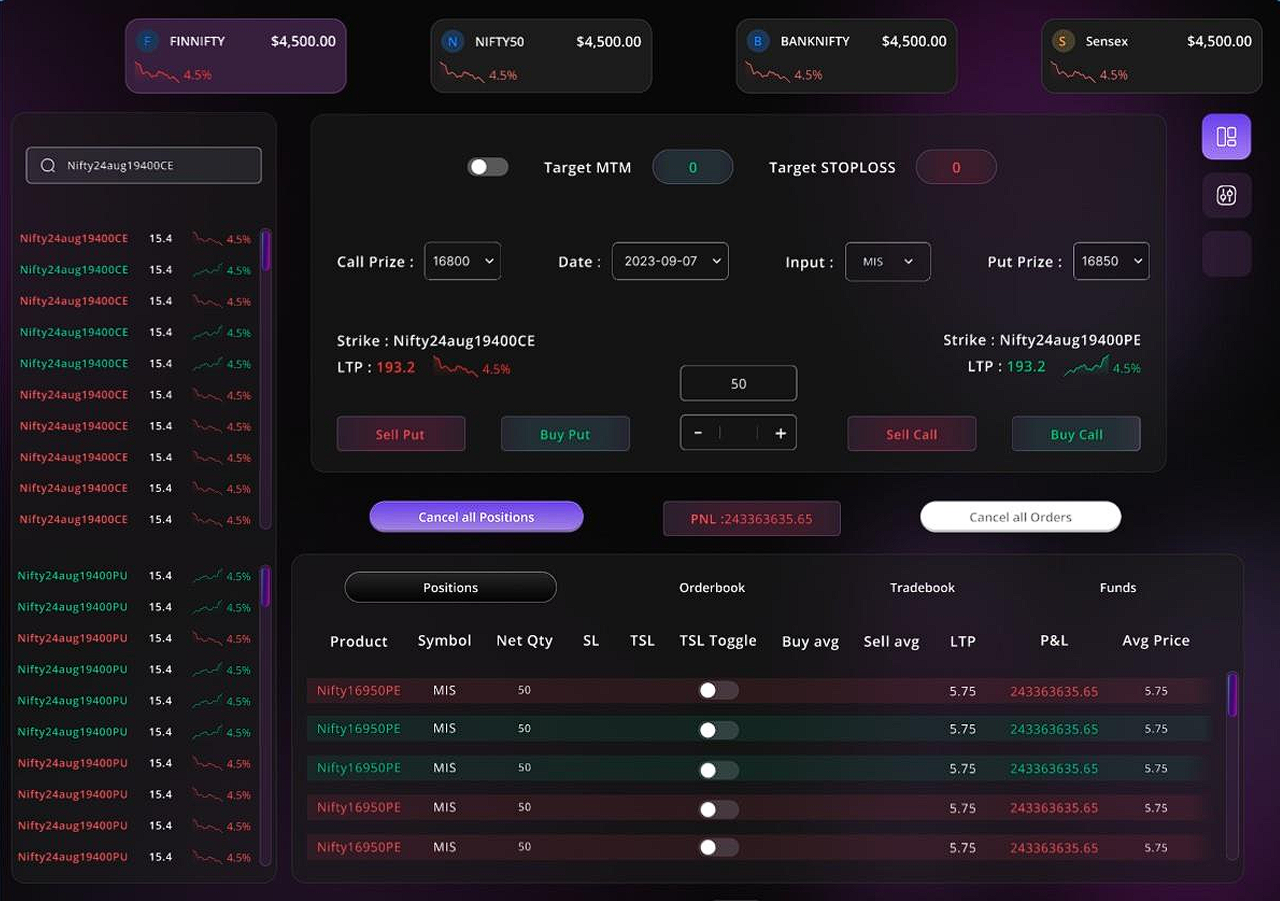 F FINNIFTY $4,500.00
4.5%
N NIFTY50 $4,500.00
4.5%
B BANKNIFTY $4,500.00
4.5%
S Sensex $4,500.00
4.5%
Nifty24aug19400CE
Nifty24aug19400CE 15.4 4.5%
Nifty24aug19400CE 15.4 4.5%
Nifty24aug19400CE 15.4 4.5%
Nifty24aug19400CE 15.4 4.5%
Nifty24aug19400CE 15.4 4.5%
Nifty24aug19400CE 15.4 4.5%
Nifty24aug19400CE 15.4 4.5%
Nifty24aug19400CE 15.4 4.5%
Nifty24aug19400CE 15.4 4.5%
Nifty24aug19400CE 15.4 4.5%
Nifty24aug19400PU 15.4 4.5%
Nifty24aug19400PU 15.4 4.5%
Nifty24aug19400PU 15.4 4.5%
Nifty24aug19400PU 15.4 4.5%
Nifty24aug19400PU 15.4 4.5%
Nifty24aug19400PU 15.4 4.5%
Nifty24aug19400PU 15.4 4.5%
Nifty24aug19400PU 15.4 4.5%
Nifty24aug19400PU 15.4 4.5%
Nifty24aug19400PU 15.4 4.5%
Target MTM 0 Target STOPLOSS 0
Call Prize : 16800 Date : 2023-09-07 Input : MIS Put Prize : 16850
Strike : Nifty24aug19400CE
LTP : 193.2 4.5%
Strike : Nifty24aug19400PE
LTP : 193.2 4.5%
50
Sell Put Buy Put - + Sell Call Buy Call
Cancel all Positions PNL :243363635.65 Cancel all Orders
Positions Orderbook Tradebook Funds
Product Symbol Net Qty SL TSL TSL Toggle Buy avg Sell avg LTP P&L Avg Price
Nifty16950PE MIS 50 5.75 243363635.65 5.75
Nifty16950PE MIS 50 5.75 243363635.65 5.75
Nifty16950PE MIS 50 5.75 243363635.65 5.75
Nifty16950PE MIS 50 5.75 243363635.65 5.75
Nifty16950PE MIS 50 5.75 243363635.65 5.75